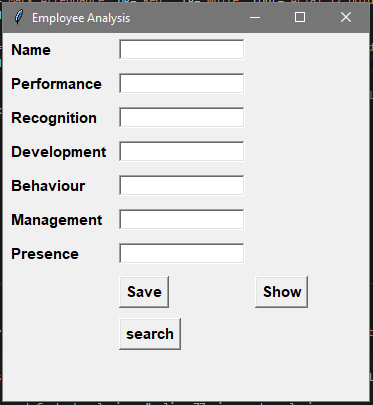 Employee Analysis
Name
Performance
Recognition
Development
Behaviour
Management
Presence
Save Show
search